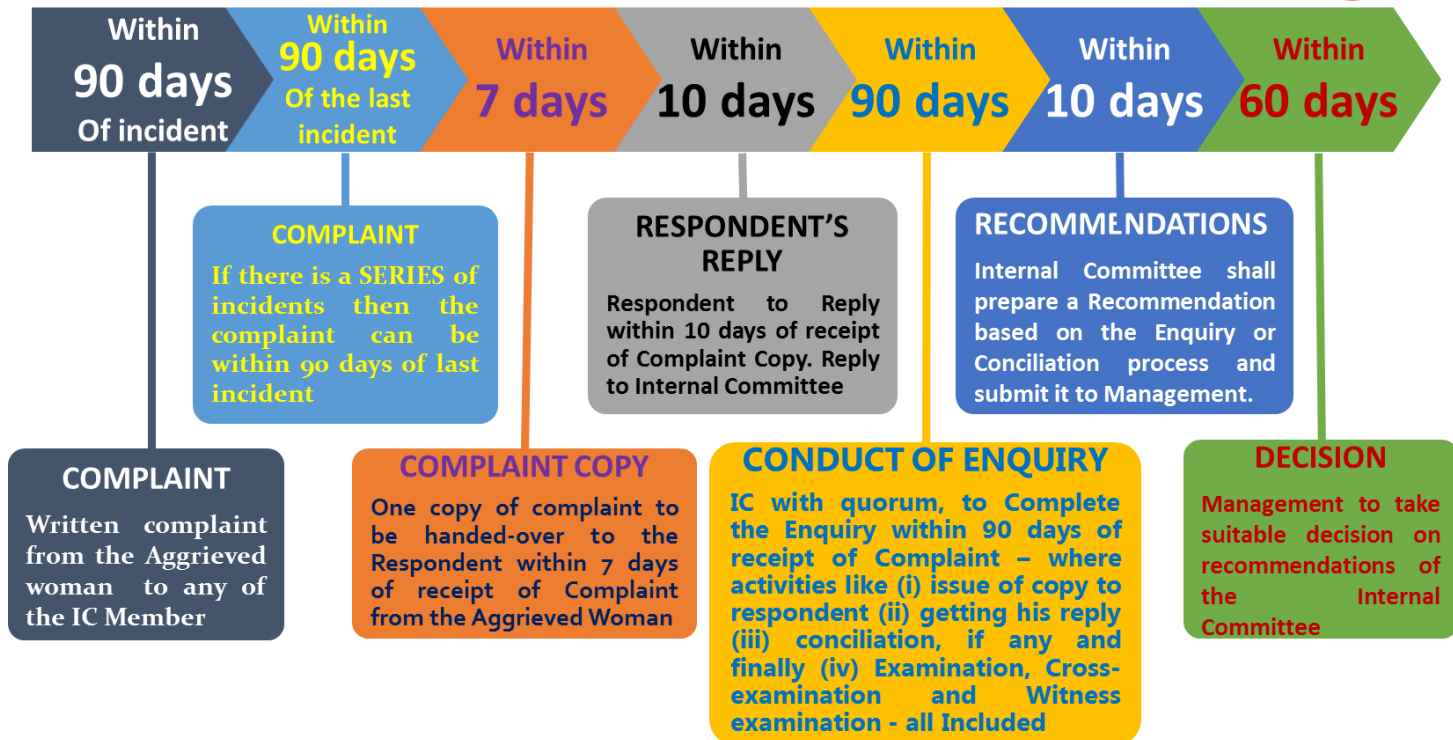 Within
90 days
Of incident
Within
90 days
Of the last
incident
Within
7 days
Within
10 days
Within
90 days
Within
10 days
Within
60 days
COMPLAINT
If there is a SERIES of
incidents then the
complaint can be
within 90 days of last
incident
RESPONDENT'S
REPLY
Respondent to Reply
within 10 days of receipt
of Complaint Copy. Reply
to Internal Committee
RECOMMENDATIONS
Internal Committee shall
prepare a Recommendation
based on the Enquiry or
Conciliation process and
submit it to Management.
COMPLAINT
Written complaint
from the Aggrieved
woman to any of
the IC Member
COMPLAINT COPY
One copy of complaint to
be handed-over to the
Respondent within 7 days
of receipt of Complaint
from the Aggrieved Woman
CONDUCT OF ENQUIRY
IC with quorum, to Complete
the Enquiry within 90 days of
receipt of Complaint – where
activities like (i) issue of copy to
respondent (ii) getting his reply
(iii) conciliation, if any and
finally (iv) Examination, Cross-
examination and Witness
examination - all Included
DECISION
Management to take
suitable decision on
recommendations of
the Internal
Committee